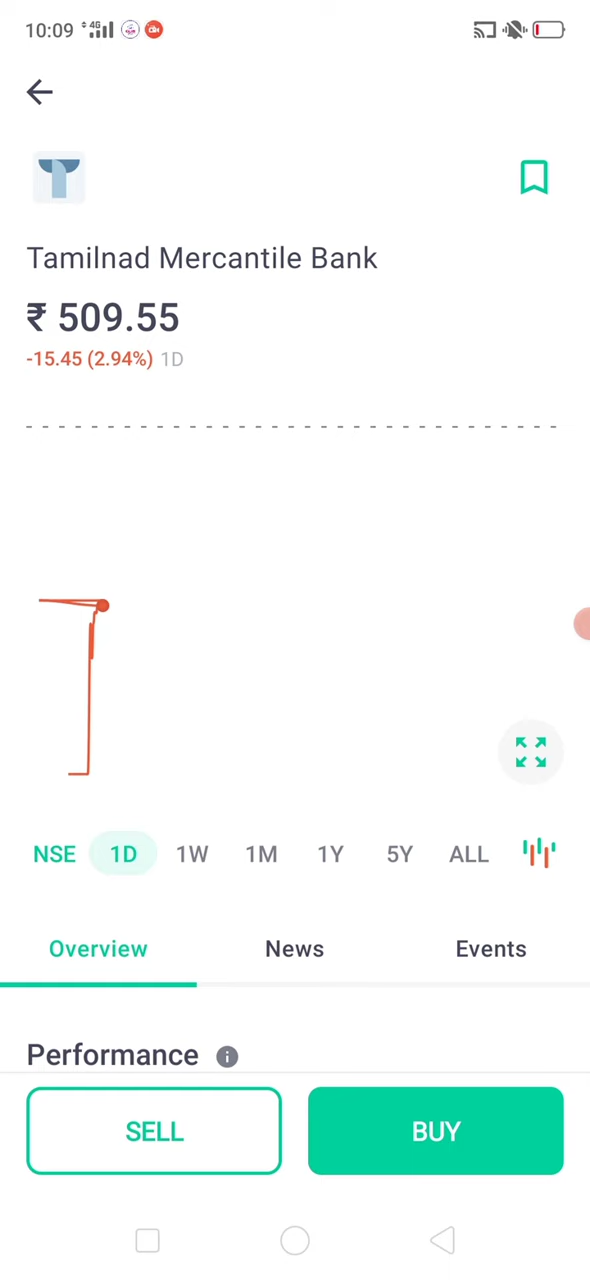 10:09 4G
Tamilnad Mercantile Bank
₹ 509.55
-15.45 (2.94%) 1D
NSE 1D 1W 1M 1Y 5Y ALL
Overview News Events
Performance
SELL BUY